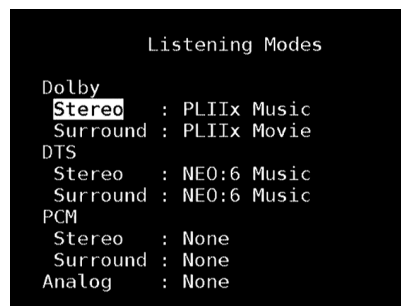 Listening Modes
Dolby
Stereo : PLIIx Music
Surround : PLIIx Movie
DTS
Stereo : NEO:6 Music
Surround : NEO:6 Music
PCM
Stereo : None
Surround : None
Analog : None